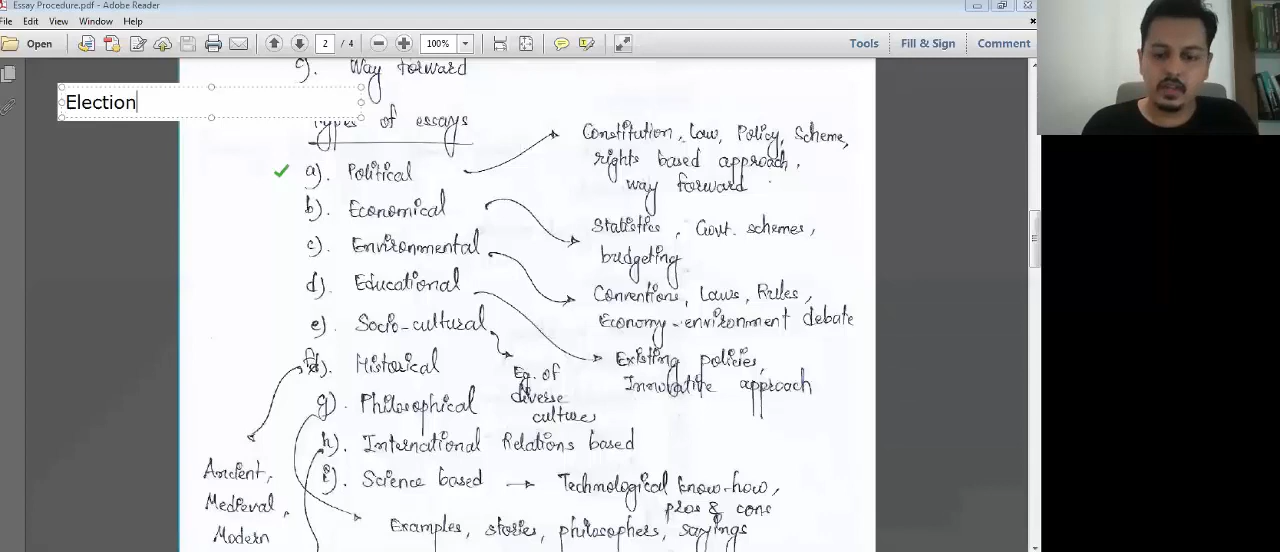 Essay Procedure.pdf - Adobe Reader
File Edit View Window Help
Open 2 / 4 100% Tools Fill & Sign Comment
c). Way forward
Election
Types of essays
a). Political
Constitution, Law, Policy, Scheme,
rights based approach,
way forward
b). Economical
Statistics, Govt. schemes,
budgeting
c). Environmental
Conventions, Laws, Rules,
Economy-environment debate
d). Educational
Existing policies,
Innovative approach
e). Socio-cultural
Eg. of
diverse
cultures
f). Historical
Ancient,
Medieval,
Modern
g). Philosophical
Examples, stories, philosophers, sayings
h). International Relations based
i). Science based → Technological know-how,
pros & cons